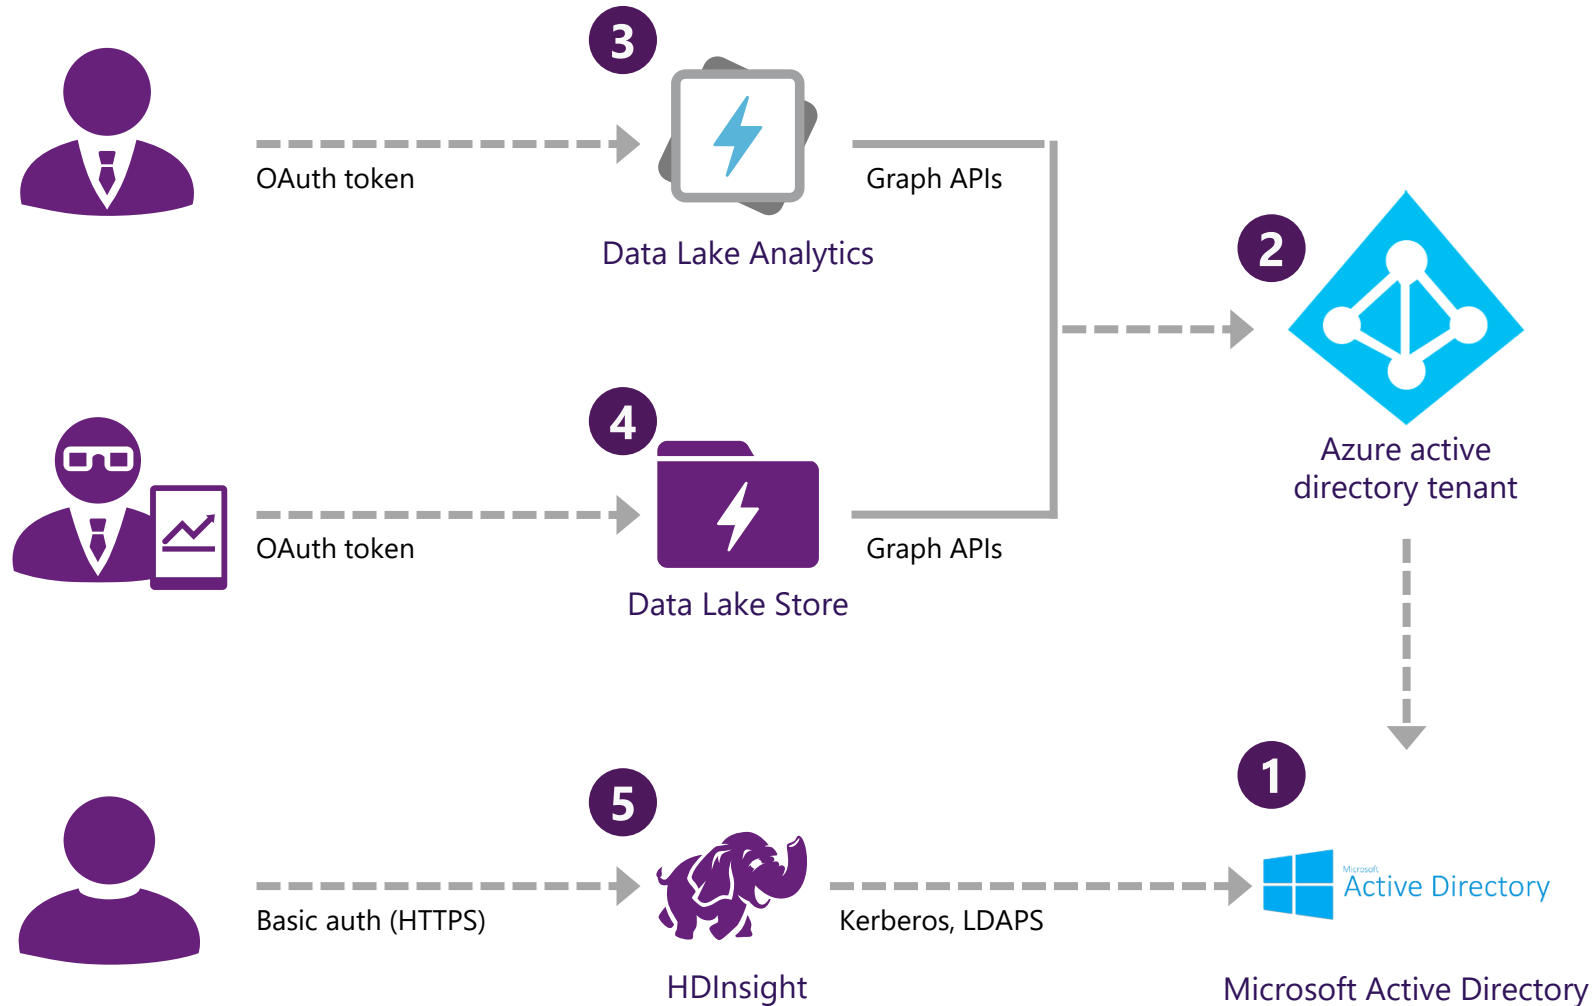 3
OAuth token
Graph APIs
Data Lake Analytics
2
4
Azure active
directory tenant
OAuth token
Graph APIs
Data Lake Store
1
5
Microsoft
Active Directory
Basic auth (HTTPS)
Kerberos, LDAPS
HDInsight
Microsoft Active Directory